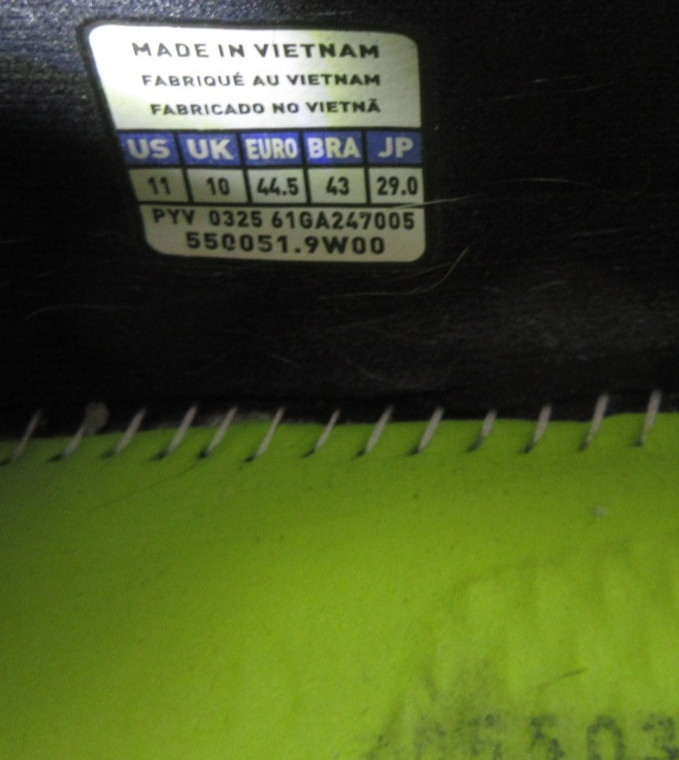 MADE IN VIETNAM
FABRIQUÉ AU VIETNAM
FABRICADO NO VIETNÃ
US UK EURO BRA JP
11 10 44.5 43 29.0
PYV 0325 61GA247005
550051.9W00